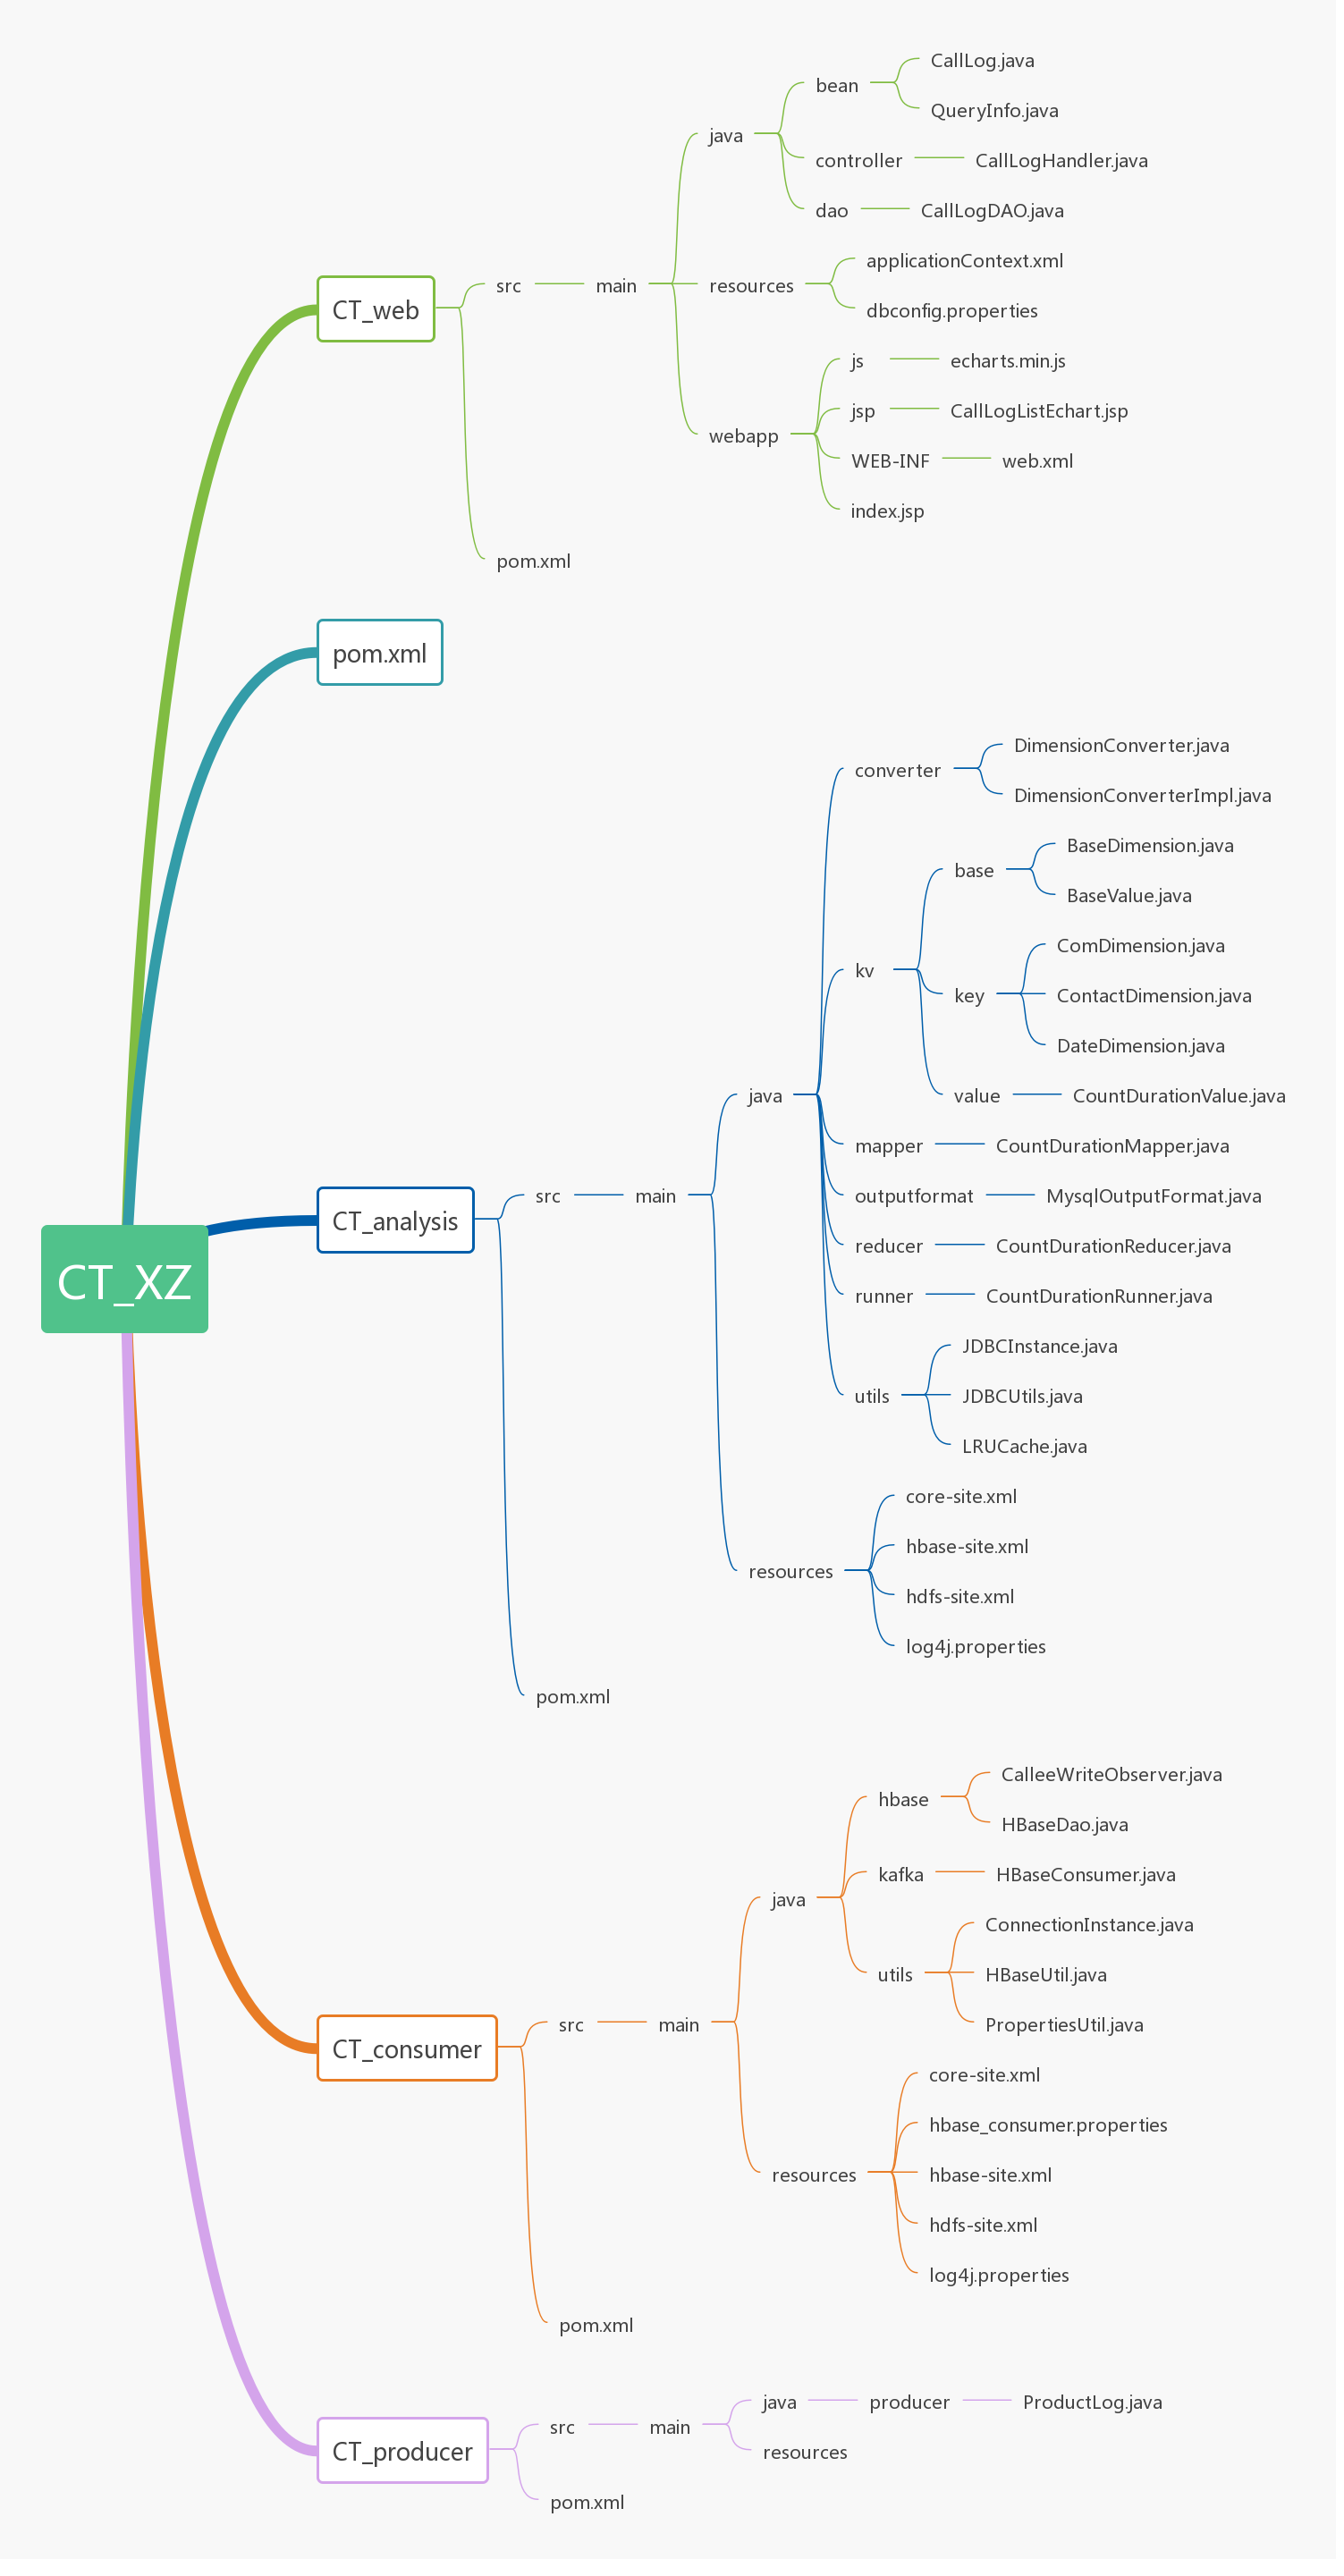 CT_XZ
CT_web
src
main
java
bean
CallLog.java
QueryInfo.java
controller
CallLogHandler.java
dao
CallLogDAO.java
resources
applicationContext.xml
dbconfig.properties
webapp
js
echarts.min.js
jsp
CallLogListEchart.jsp
WEB-INF
web.xml
index.jsp
pom.xml
pom.xml
CT_analysis
src
main
java
converter
DimensionConverter.java
DimensionConverterImpl.java
kv
base
BaseDimension.java
BaseValue.java
key
ComDimension.java
ContactDimension.java
DateDimension.java
value
CountDurationValue.java
mapper
CountDurationMapper.java
outputformat
MysqlOutputFormat.java
reducer
CountDurationReducer.java
runner
CountDurationRunner.java
utils
JDBCInstance.java
JDBCUtils.java
LRUCache.java
resources
core-site.xml
hbase-site.xml
hdfs-site.xml
log4j.properties
pom.xml
CT_consumer
src
main
java
hbase
CalleeWriteObserver.java
HBaseDao.java
kafka
HBaseConsumer.java
utils
ConnectionInstance.java
HBaseUtil.java
PropertiesUtil.java
resources
core-site.xml
hbase_consumer.properties
hbase-site.xml
hdfs-site.xml
log4j.properties
pom.xml
CT_producer
src
main
java
producer
ProductLog.java
resources
pom.xml